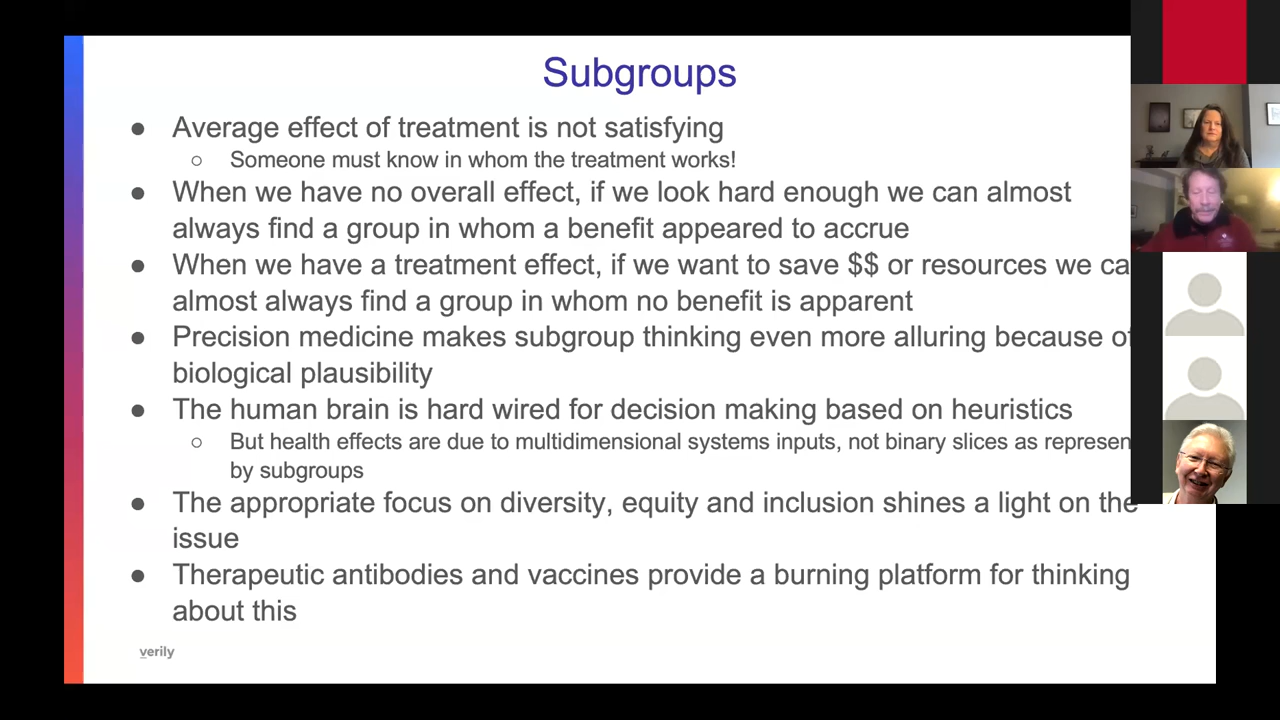 Subgroups
● Average effect of treatment is not satisfying
○ Someone must know in whom the treatment works!
● When we have no overall effect, if we look hard enough we can almost
always find a group in whom a benefit appeared to accrue
● When we have a treatment effect, if we want to save $$ or resources we ca
almost always find a group in whom no benefit is apparent
● Precision medicine makes subgroup thinking even more alluring because of
biological plausibility
● The human brain is hard wired for decision making based on heuristics
○ But health effects are due to multidimensional systems inputs, not binary slices as represen
by subgroups
● The appropriate focus on diversity, equity and inclusion shines a light on the
issue
● Therapeutic antibodies and vaccines provide a burning platform for thinking
about this
verily